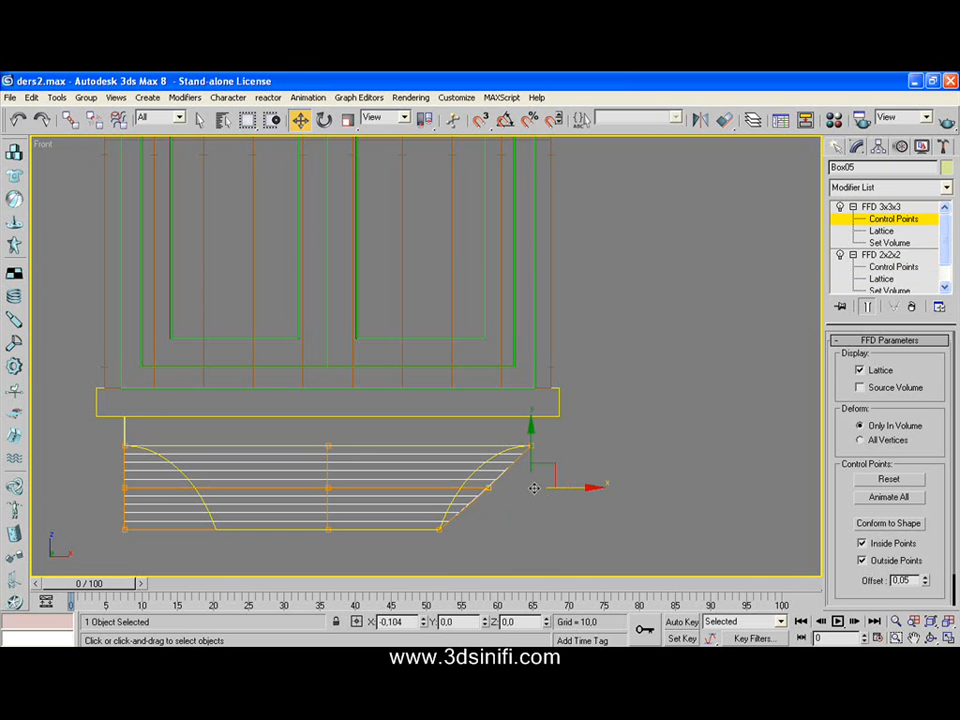 ders2.max - Autodesk 3ds Max 8 - Stand-alone License
File Edit Tools Group Views Create Modifiers Character reactor Animation Graph Editors Rendering Customize MAXScript Help
All View View
Front
Box05
Modifier List
FFD 3x3x3
Control Points
Lattice
Set Volume
FFD 2x2x2
Control Points
Lattice
Set Volume
- FFD Parameters
Display:
Lattice
Source Volume
Deform:
Only In Volume
All Vertices
Control Points:
Reset
Animate All
Conform to Shape
Inside Points
Outside Points
Offset : 0,05
x
z
x
0 / 100
0 5 10 15 20 25 30 35 40 45 50 55 60 65 70 75 80 85 90 95 100
1 Object Selected X: -0,104 Y: 0,0 Z: 0,0 Grid = 10,0 Auto Key Selected
Click or click-and-drag to select objects Add Time Tag Set Key Key Filters... 0
www.3dsinifi.com